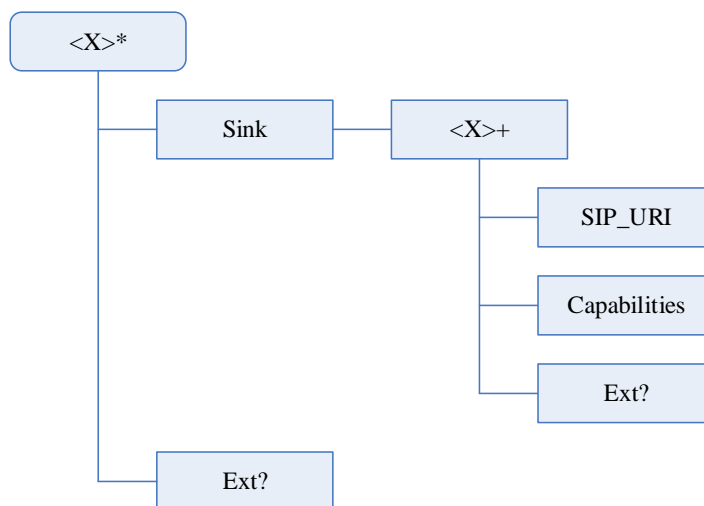 <X>*
Sink
<X>+
SIP_URI
Capabilities
Ext?
Ext?